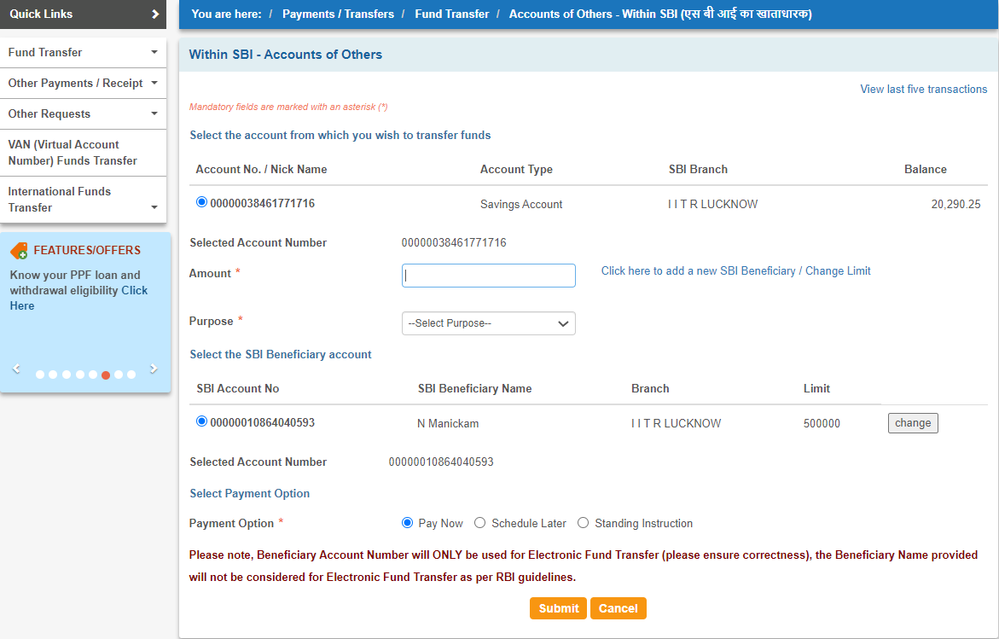 Quick Links
You are here: / Payments / Transfers / Fund Transfer / Accounts of Others - Within SBI (एस बी आई का खाताधारक)
Fund Transfer
Other Payments / Receipt
Other Requests
VAN (Virtual Account
Number) Funds Transfer
International Funds
Transfer
FEATURES/OFFERS
Know your PPF loan and
withdrawal eligibility Click
Here
Within SBI - Accounts of Others
View last five transactions
Mandatory fields are marked with an asterisk (*)
Select the account from which you wish to transfer funds
Account No. / Nick Name Account Type SBI Branch Balance
00000038461771716 Savings Account I I T R LUCKNOW 20,290.25
Selected Account Number 00000038461771716
Amount * Click here to add a new SBI Beneficiary / Change Limit
Purpose * --Select Purpose--
Select the SBI Beneficiary account
SBI Account No SBI Beneficiary Name Branch Limit
00000010864040593 N Manickam I I T R LUCKNOW 500000 change
Selected Account Number 00000010864040593
Select Payment Option
Payment Option * Pay Now Schedule Later Standing Instruction
Please note, Beneficiary Account Number will ONLY be used for Electronic Fund Transfer (please ensure correctness), the Beneficiary Name provided
will not be considered for Electronic Fund Transfer as per RBI guidelines.
Submit Cancel